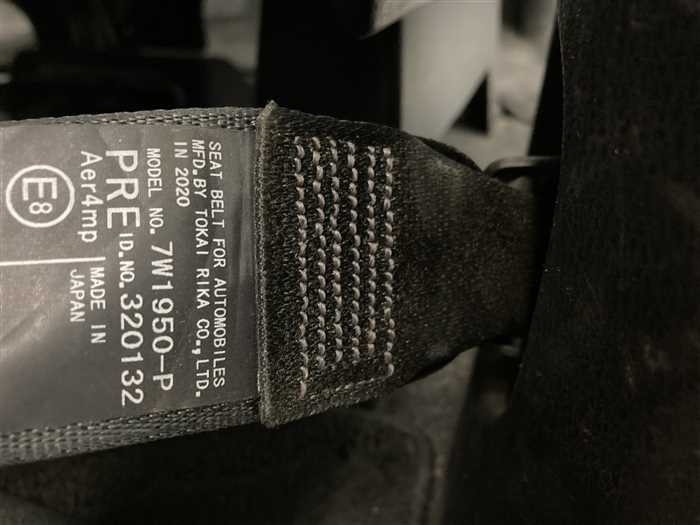 SEAT BELT FOR AUTOMOBILES
MFD.BY TOKAI RIKA CO.,LTD.
IN 2020
MODEL NO. 7W1950-P
PRE ID.NO. 320132
Aer4mp MADE IN
JAPAN
E8